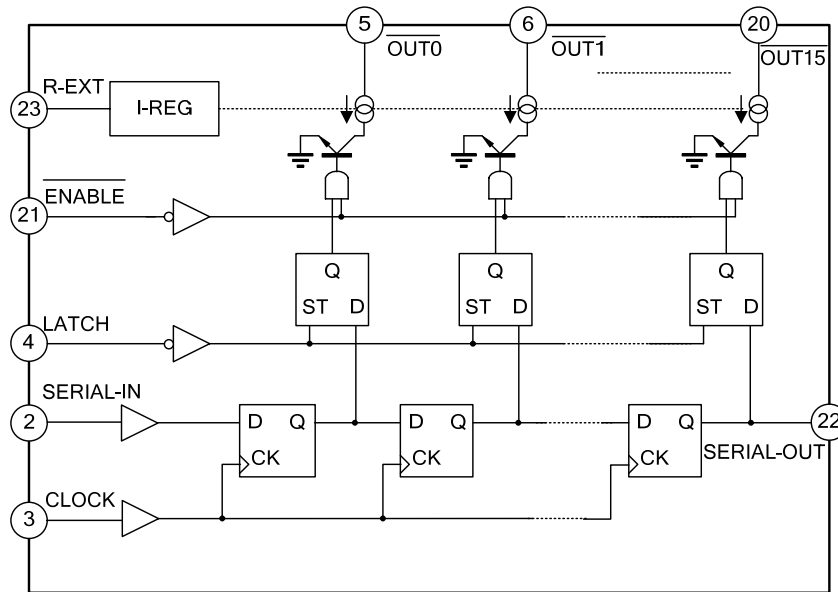 5 6 20
OUT0 OUT1 OUT15
R-EXT
23 I-REG
ENABLE
21
Q Q Q
ST D ST D ST D
LATCH
4
SERIAL-IN
2 D Q D Q D Q 22
CK CK CK SERIAL-OUT
CLOCK
3